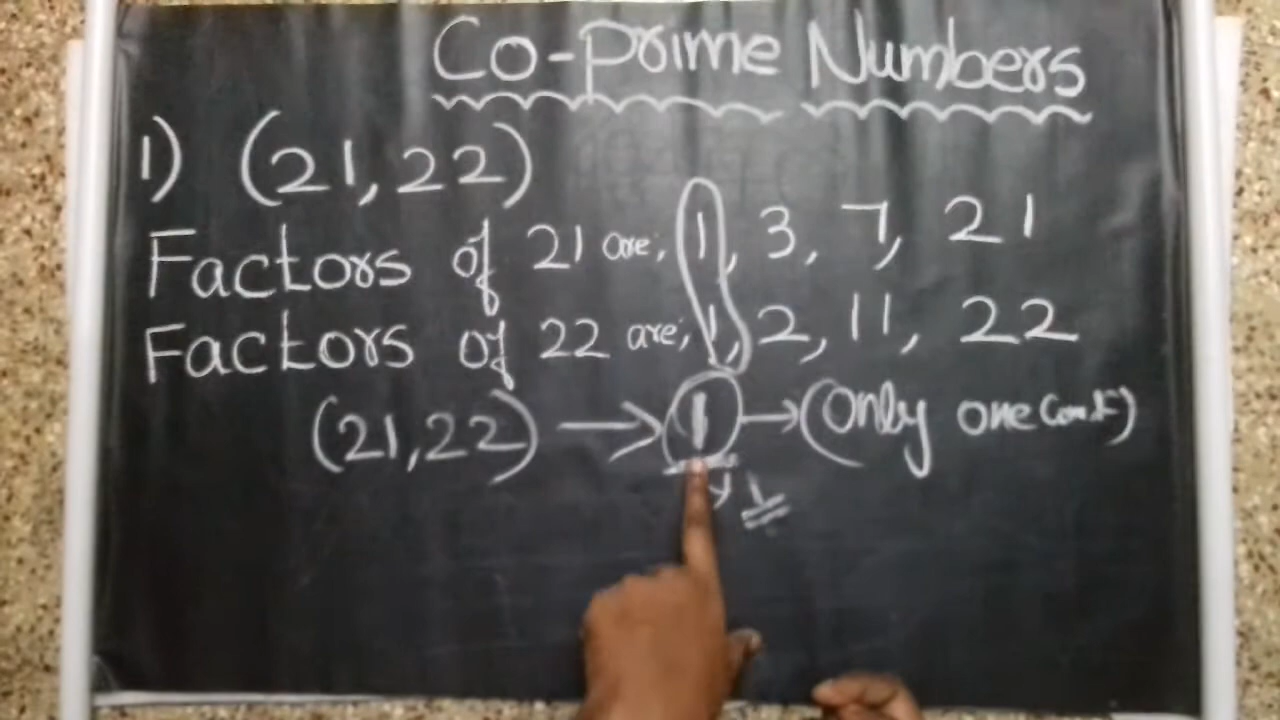 Co-Prime Numbers
1) (21,22)
Factors of 21 are; 1, 3, 7, 21
Factors of 22 are; 1, 2, 11, 22
(21,22) → 1 → (Only one
1